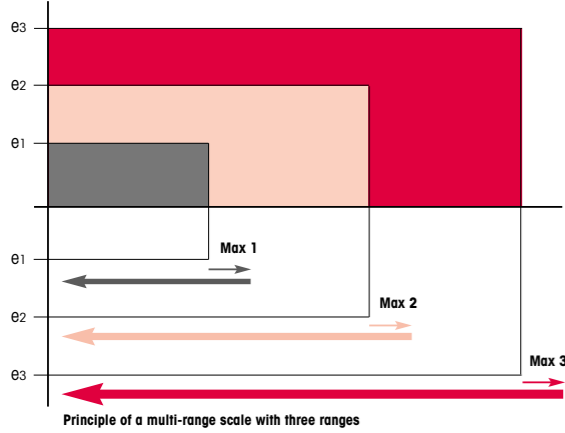 e3
e2
e1
e1
Max 1
e2
Max 2
e3
Max 3
Principle of a multi-range scale with three ranges